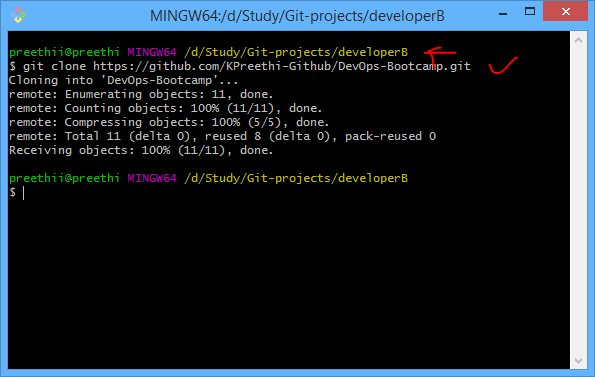 MINGW64:/d/Study/Git-projects/developerB
preethii@preethi MINGW64 /d/Study/Git-projects/developerB
$ git clone https://github.com/KPreethi-Github/DevOps-Bootcamp.git
Cloning into 'DevOps-Bootcamp'...
remote: Enumerating objects: 11, done.
remote: Counting objects: 100% (11/11), done.
remote: Compressing objects: 100% (5/5), done.
remote: Total 11 (delta 0), reused 8 (delta 0), pack-reused 0
Receiving objects: 100% (11/11), done.
preethii@preethi MINGW64 /d/Study/Git-projects/developerB
$